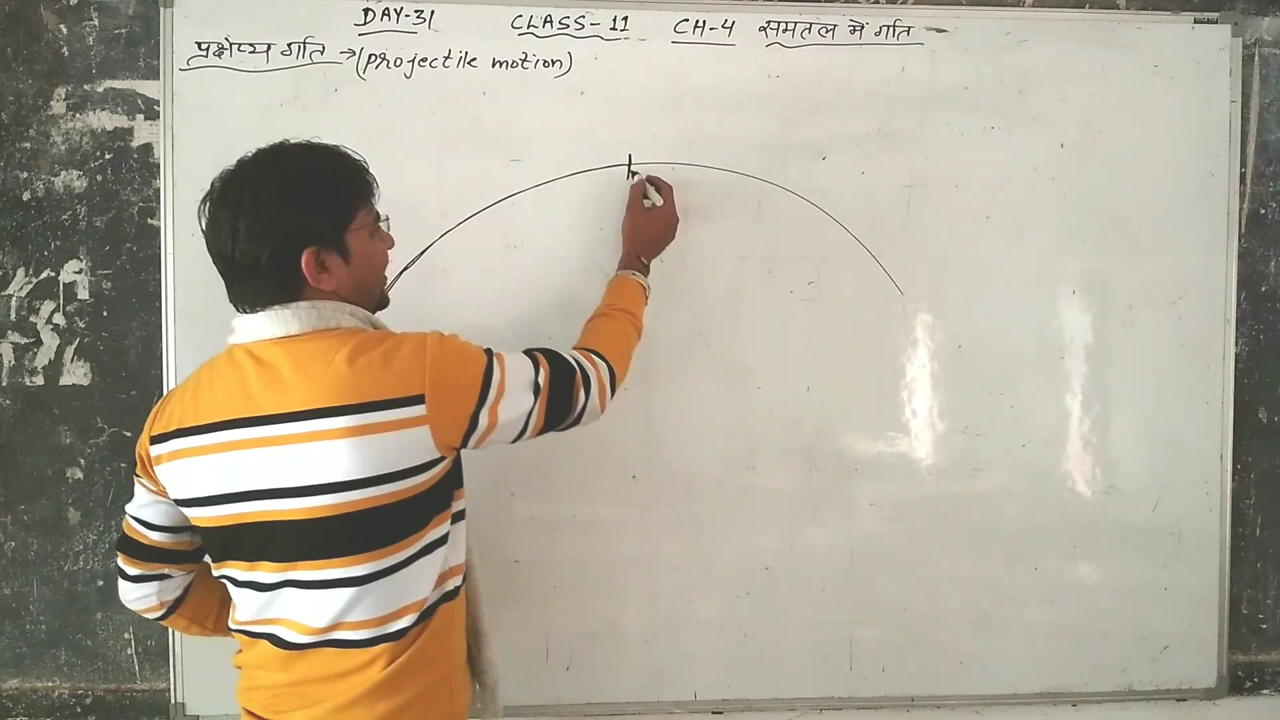 DAY-31 CLASS-11 CH-4 समतल में गति
प्रक्षेप्य गति → (projectile motion)